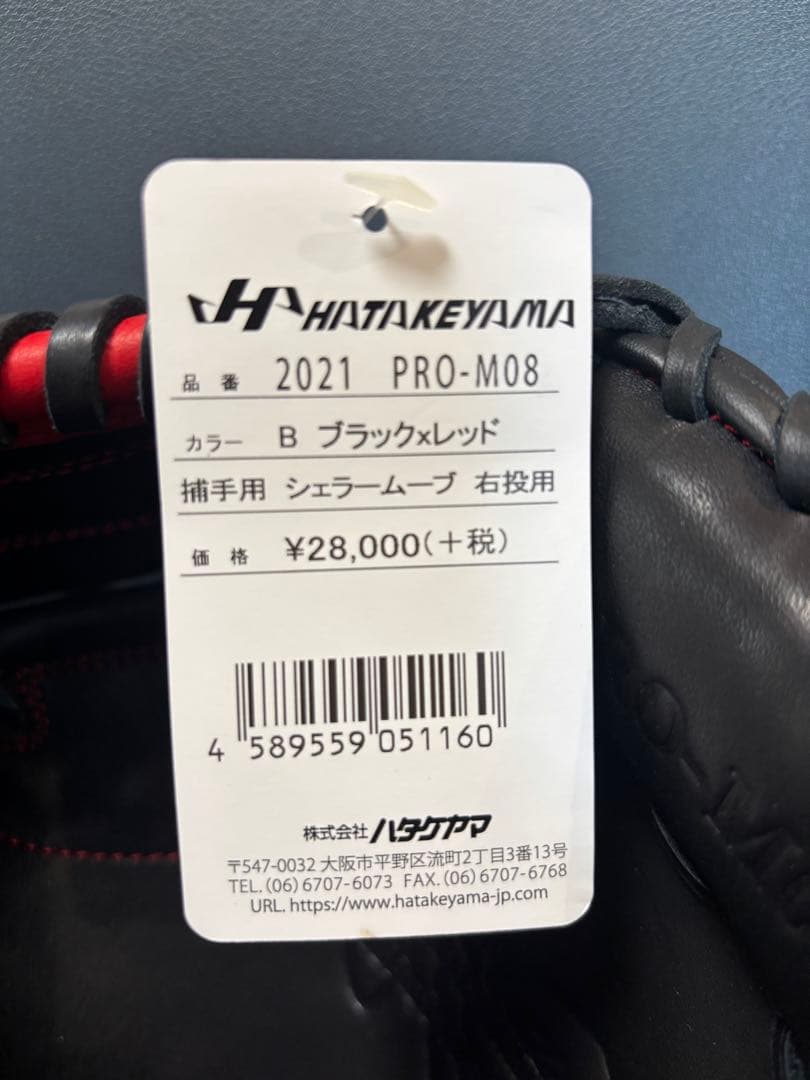 HATAKEYAMA
品番 2021 PRO-M08
カラー B ブラック×レッド
捕手用 シェラームーブ 右投用
価格 ¥28,000(+税)
4 589559 051160
株式会社ハタケヤマ
〒547-0032 大阪市平野区流町2丁目3番13号
TEL.(06)6707-6073 FAX.(06)6707-6768
URL. https://www.hatakeyama-jp.com